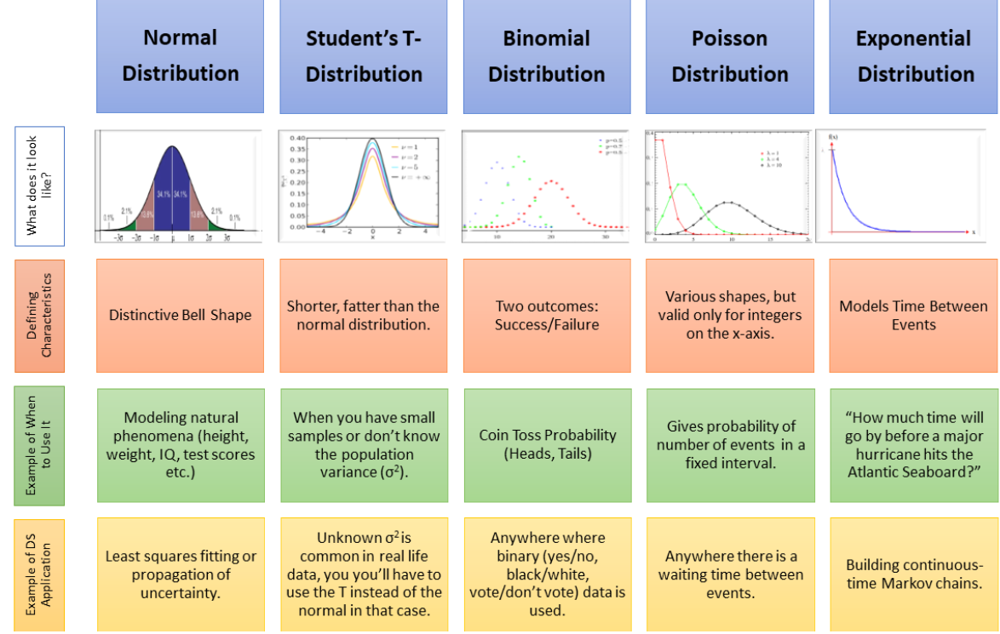 Normal
Distribution
Student's T-
Distribution
Binomial
Distribution
Poisson
Distribution
Exponential
Distribution
What does it look
like?
0.1%
2.1%
13.6%
34.1%
34.1%
13.6%
2.1%
0.1%
-3σ -2σ -1σ μ 1σ 2σ 3σ
0.40
0.35
0.30
0.25
0.20
0.15
0.10
0.05
0.00
ν = 1
ν = 2
ν = 5
ν = +∞
−4 −2 0 2 4
x
10 20 30
0.4
λ = 1
λ = 4
λ = 10
0 5 10 15
f(x)
x
Defining
Characteristics
Distinctive Bell Shape
Shorter, fatter than the
normal distribution.
Two outcomes:
Success/Failure
Various shapes, but
valid only for integers
on the x-axis.
Models Time Between
Events
Example of When
to Use It
Modeling natural
phenomena (height,
weight, IQ, test scores
etc.)
When you have small
samples or don't know
the population
variance (σ²).
Coin Toss Probability
(Heads, Tails)
Gives probability of
number of events in a
fixed interval.
“How much time will
go by before a major
hurricane hits the
Atlantic Seaboard?”
Example of DS
Application
Least squares fitting or
propagation of
uncertainty.
Unknown σ² is
common in real life
data, you you'll have to
use the T instead of the
normal in that case.
Anywhere where
binary (yes/no,
black/white,
vote/don't vote) data is
used.
Anywhere there is a
waiting time between
events.
Building continuous-
time Markov chains.